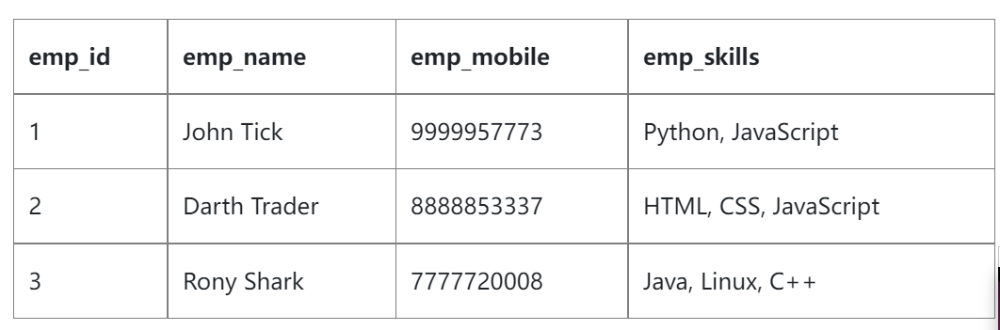 emp_id emp_name emp_mobile emp_skills
1 John Tick 9999957773 Python, JavaScript
2 Darth Trader 8888853337 HTML, CSS, JavaScript
3 Rony Shark 7777720008 Java, Linux, C++